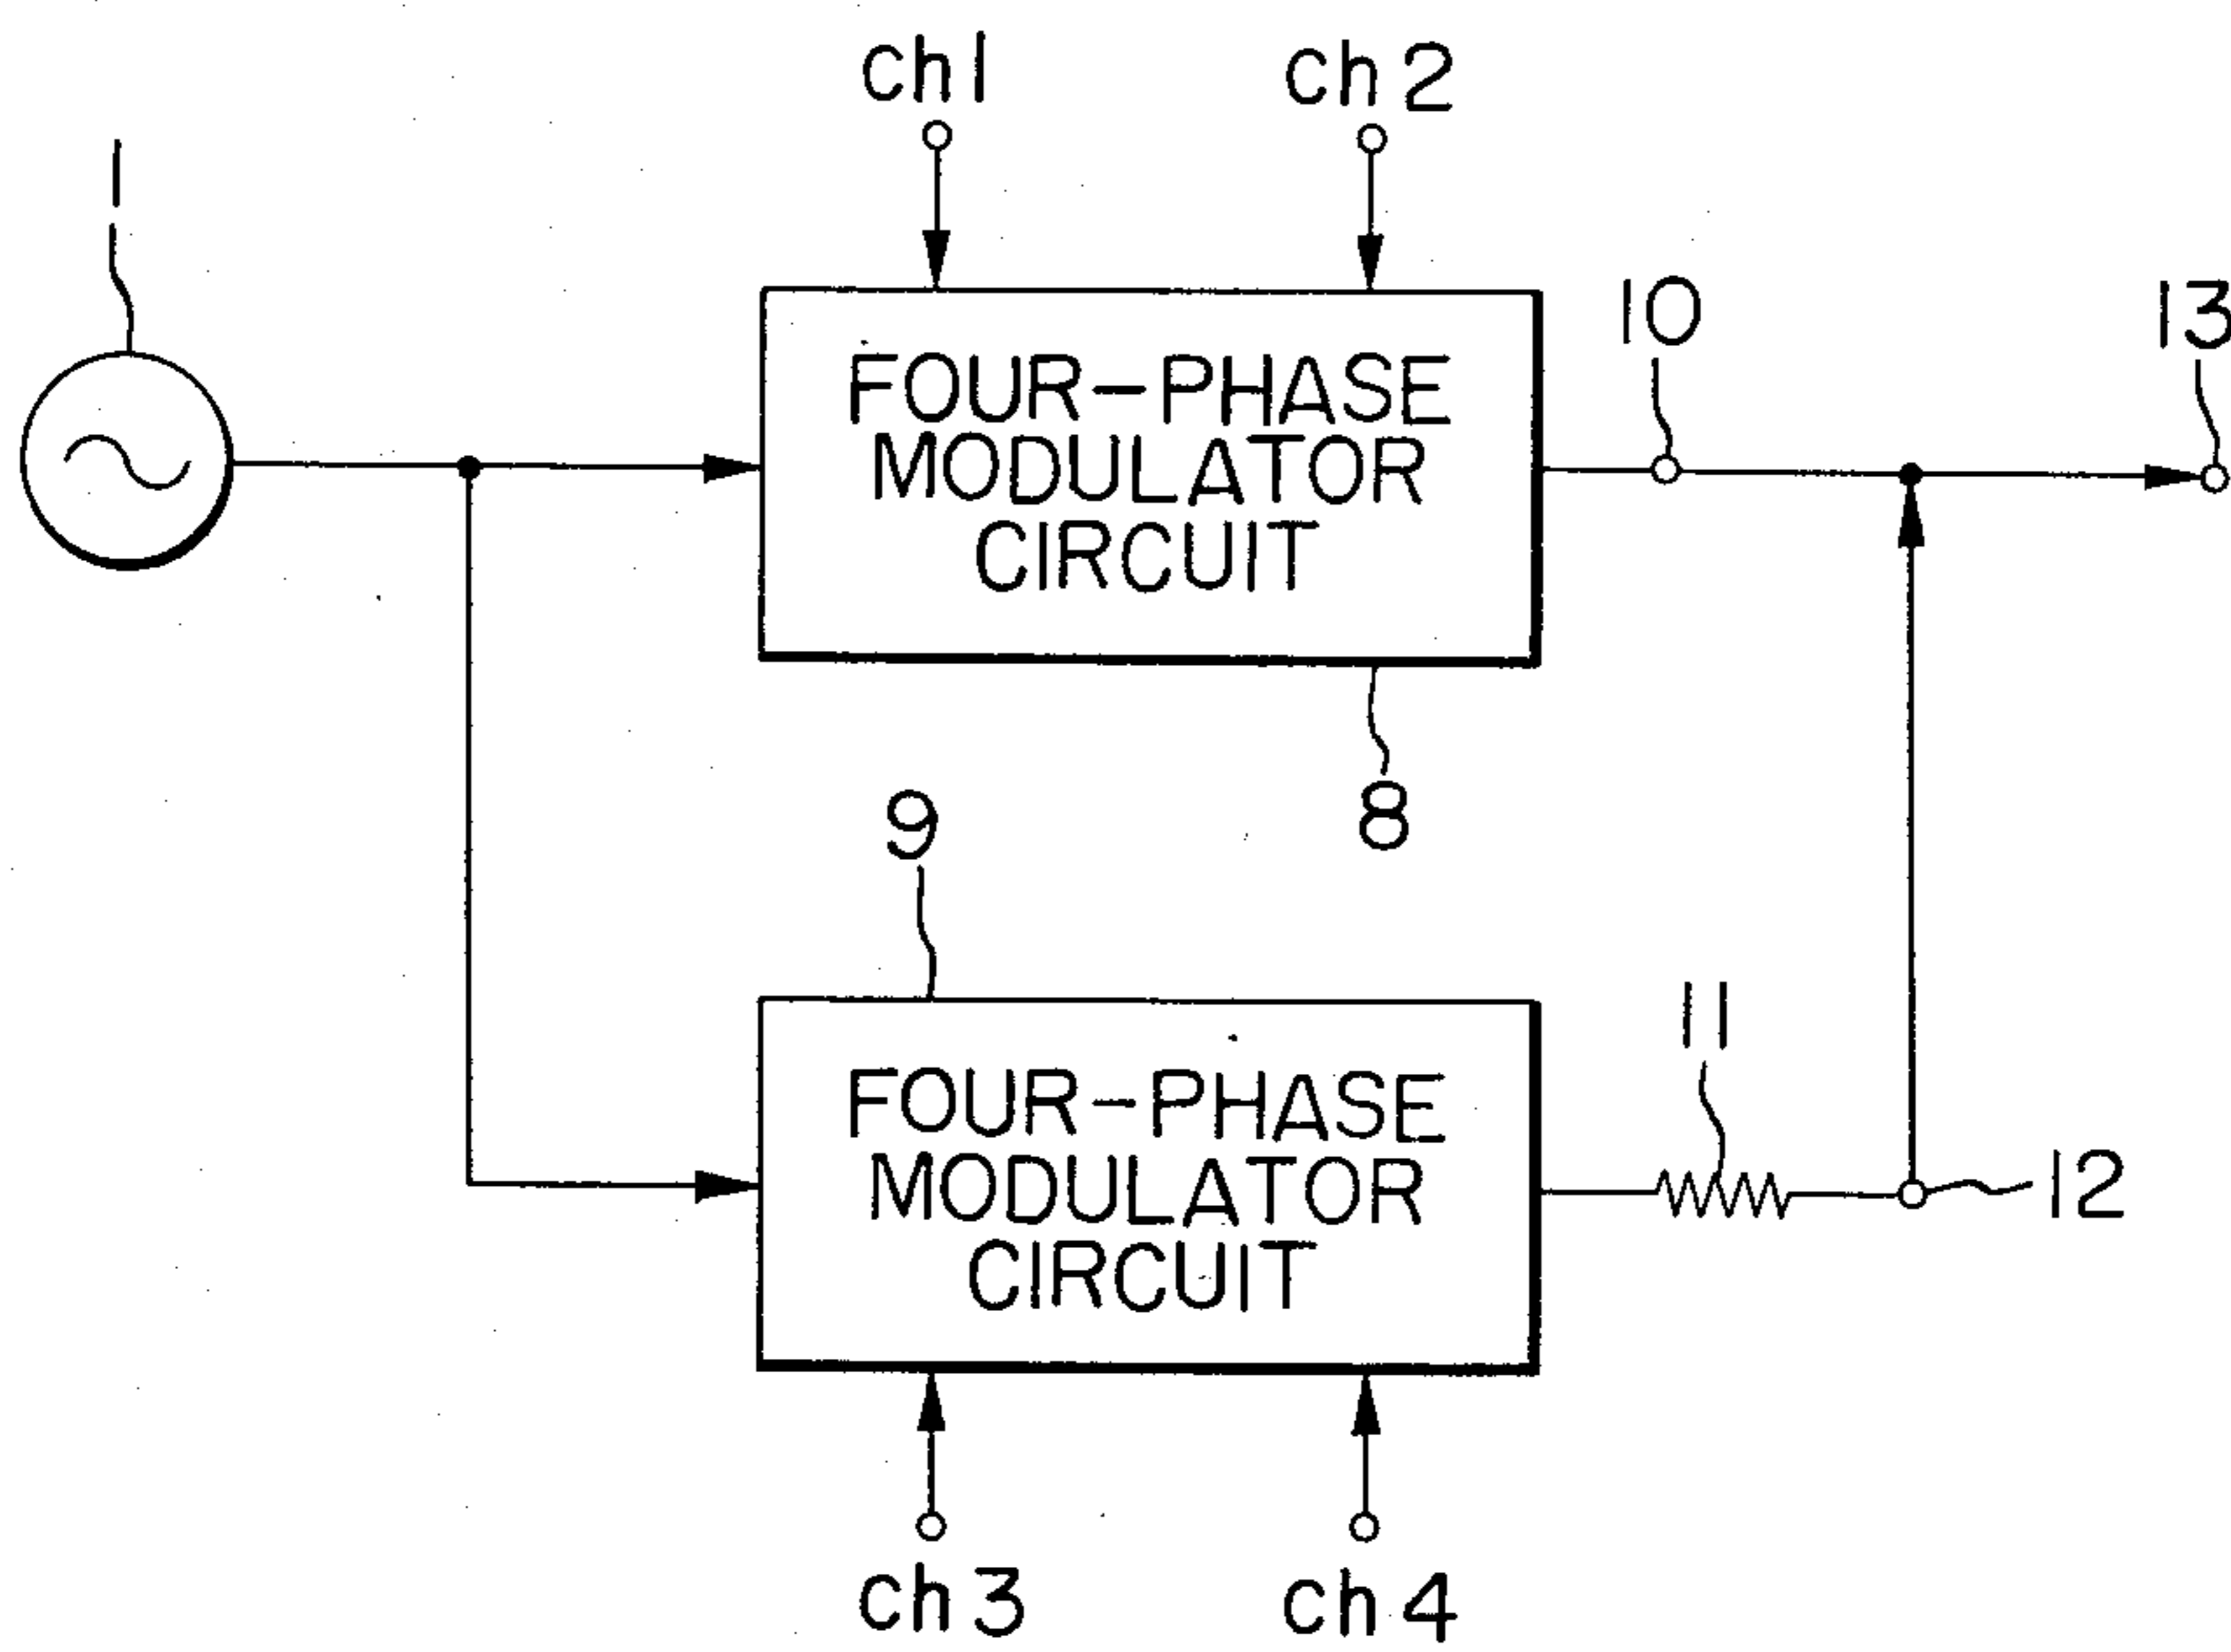 ch1
ch2
1
10
13
FOUR-PHASE
MODULATOR
CIRCUIT
8
9
11
FOUR-PHASE
MODULATOR
CIRCUIT
12
ch3
ch4